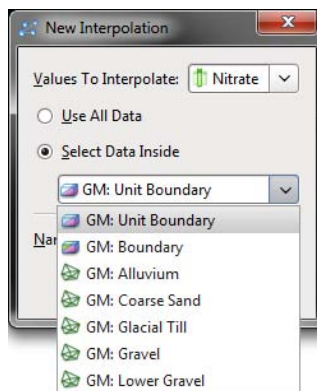 New Interpolation
Values To Interpolate: Nitrate
Use All Data
Select Data Inside
GM: Unit Boundary
GM: Unit Boundary
GM: Boundary
GM: Alluvium
GM: Coarse Sand
GM: Glacial Till
GM: Gravel
GM: Lower Gravel